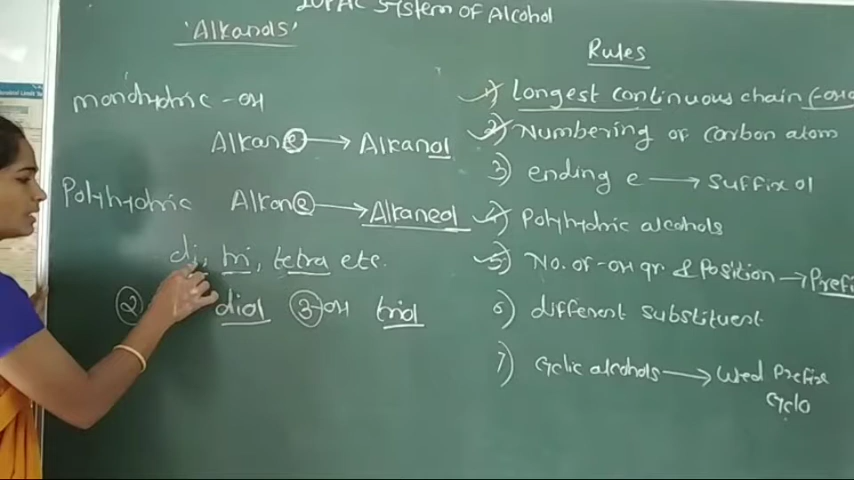 IUPAC System of Alcohol
'Alkanols'
monohydric -OH
Alkane → Alkanol
Polyhydric Alkane → Alkaneol
di, tri, tetra etc.
② diol ③-OH triol
Rules
1) Longest continuous chain (-OH
2) Numbering of carbon atom
3) ending e → suffix ol
4) Polyhydric alcohols
5) No. of -OH gr. & Position → Prefi
6) different substituent
7) cyclic alcohols → Used Prefix
cyclo